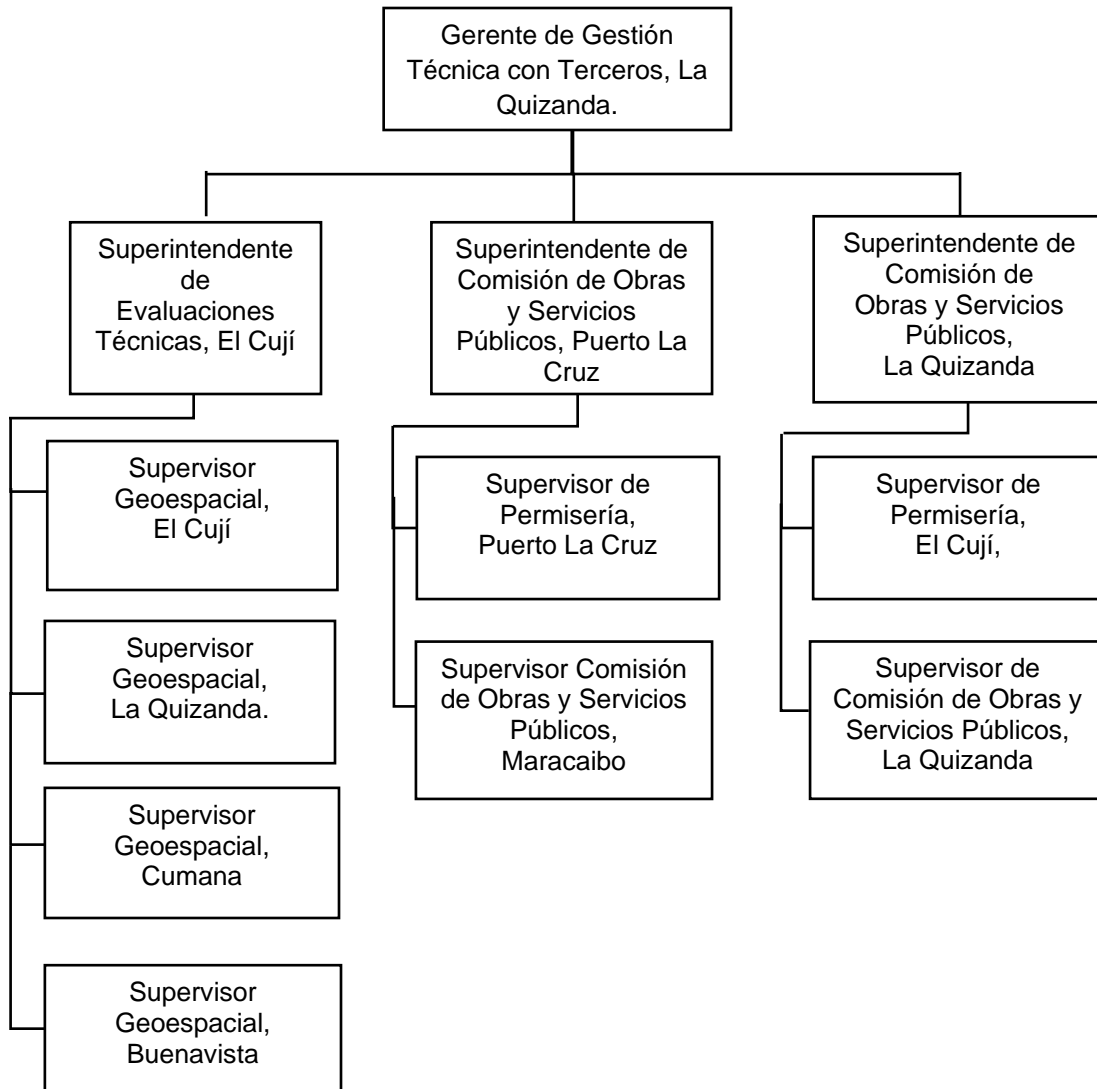 Gerente de Gestión
Técnica con Terceros, La
Quizanda.
Superintendente
de
Evaluaciones
Técnicas, El Cují
Superintendente de
Comisión de Obras
y Servicios
Públicos, Puerto La
Cruz
Superintendente de
Comisión de
Obras y Servicios
Públicos,
La Quizanda
Supervisor
Geoespacial,
El Cují
Supervisor
Geoespacial,
La Quizanda.
Supervisor
Geoespacial,
Cumana
Supervisor
Geoespacial,
Buenavista
Supervisor de
Permisería,
Puerto La Cruz
Supervisor Comisión
de Obras y Servicios
Públicos,
Maracaibo
Supervisor de
Permisería,
El Cují,
Supervisor de
Comisión de Obras y
Servicios Públicos,
La Quizanda